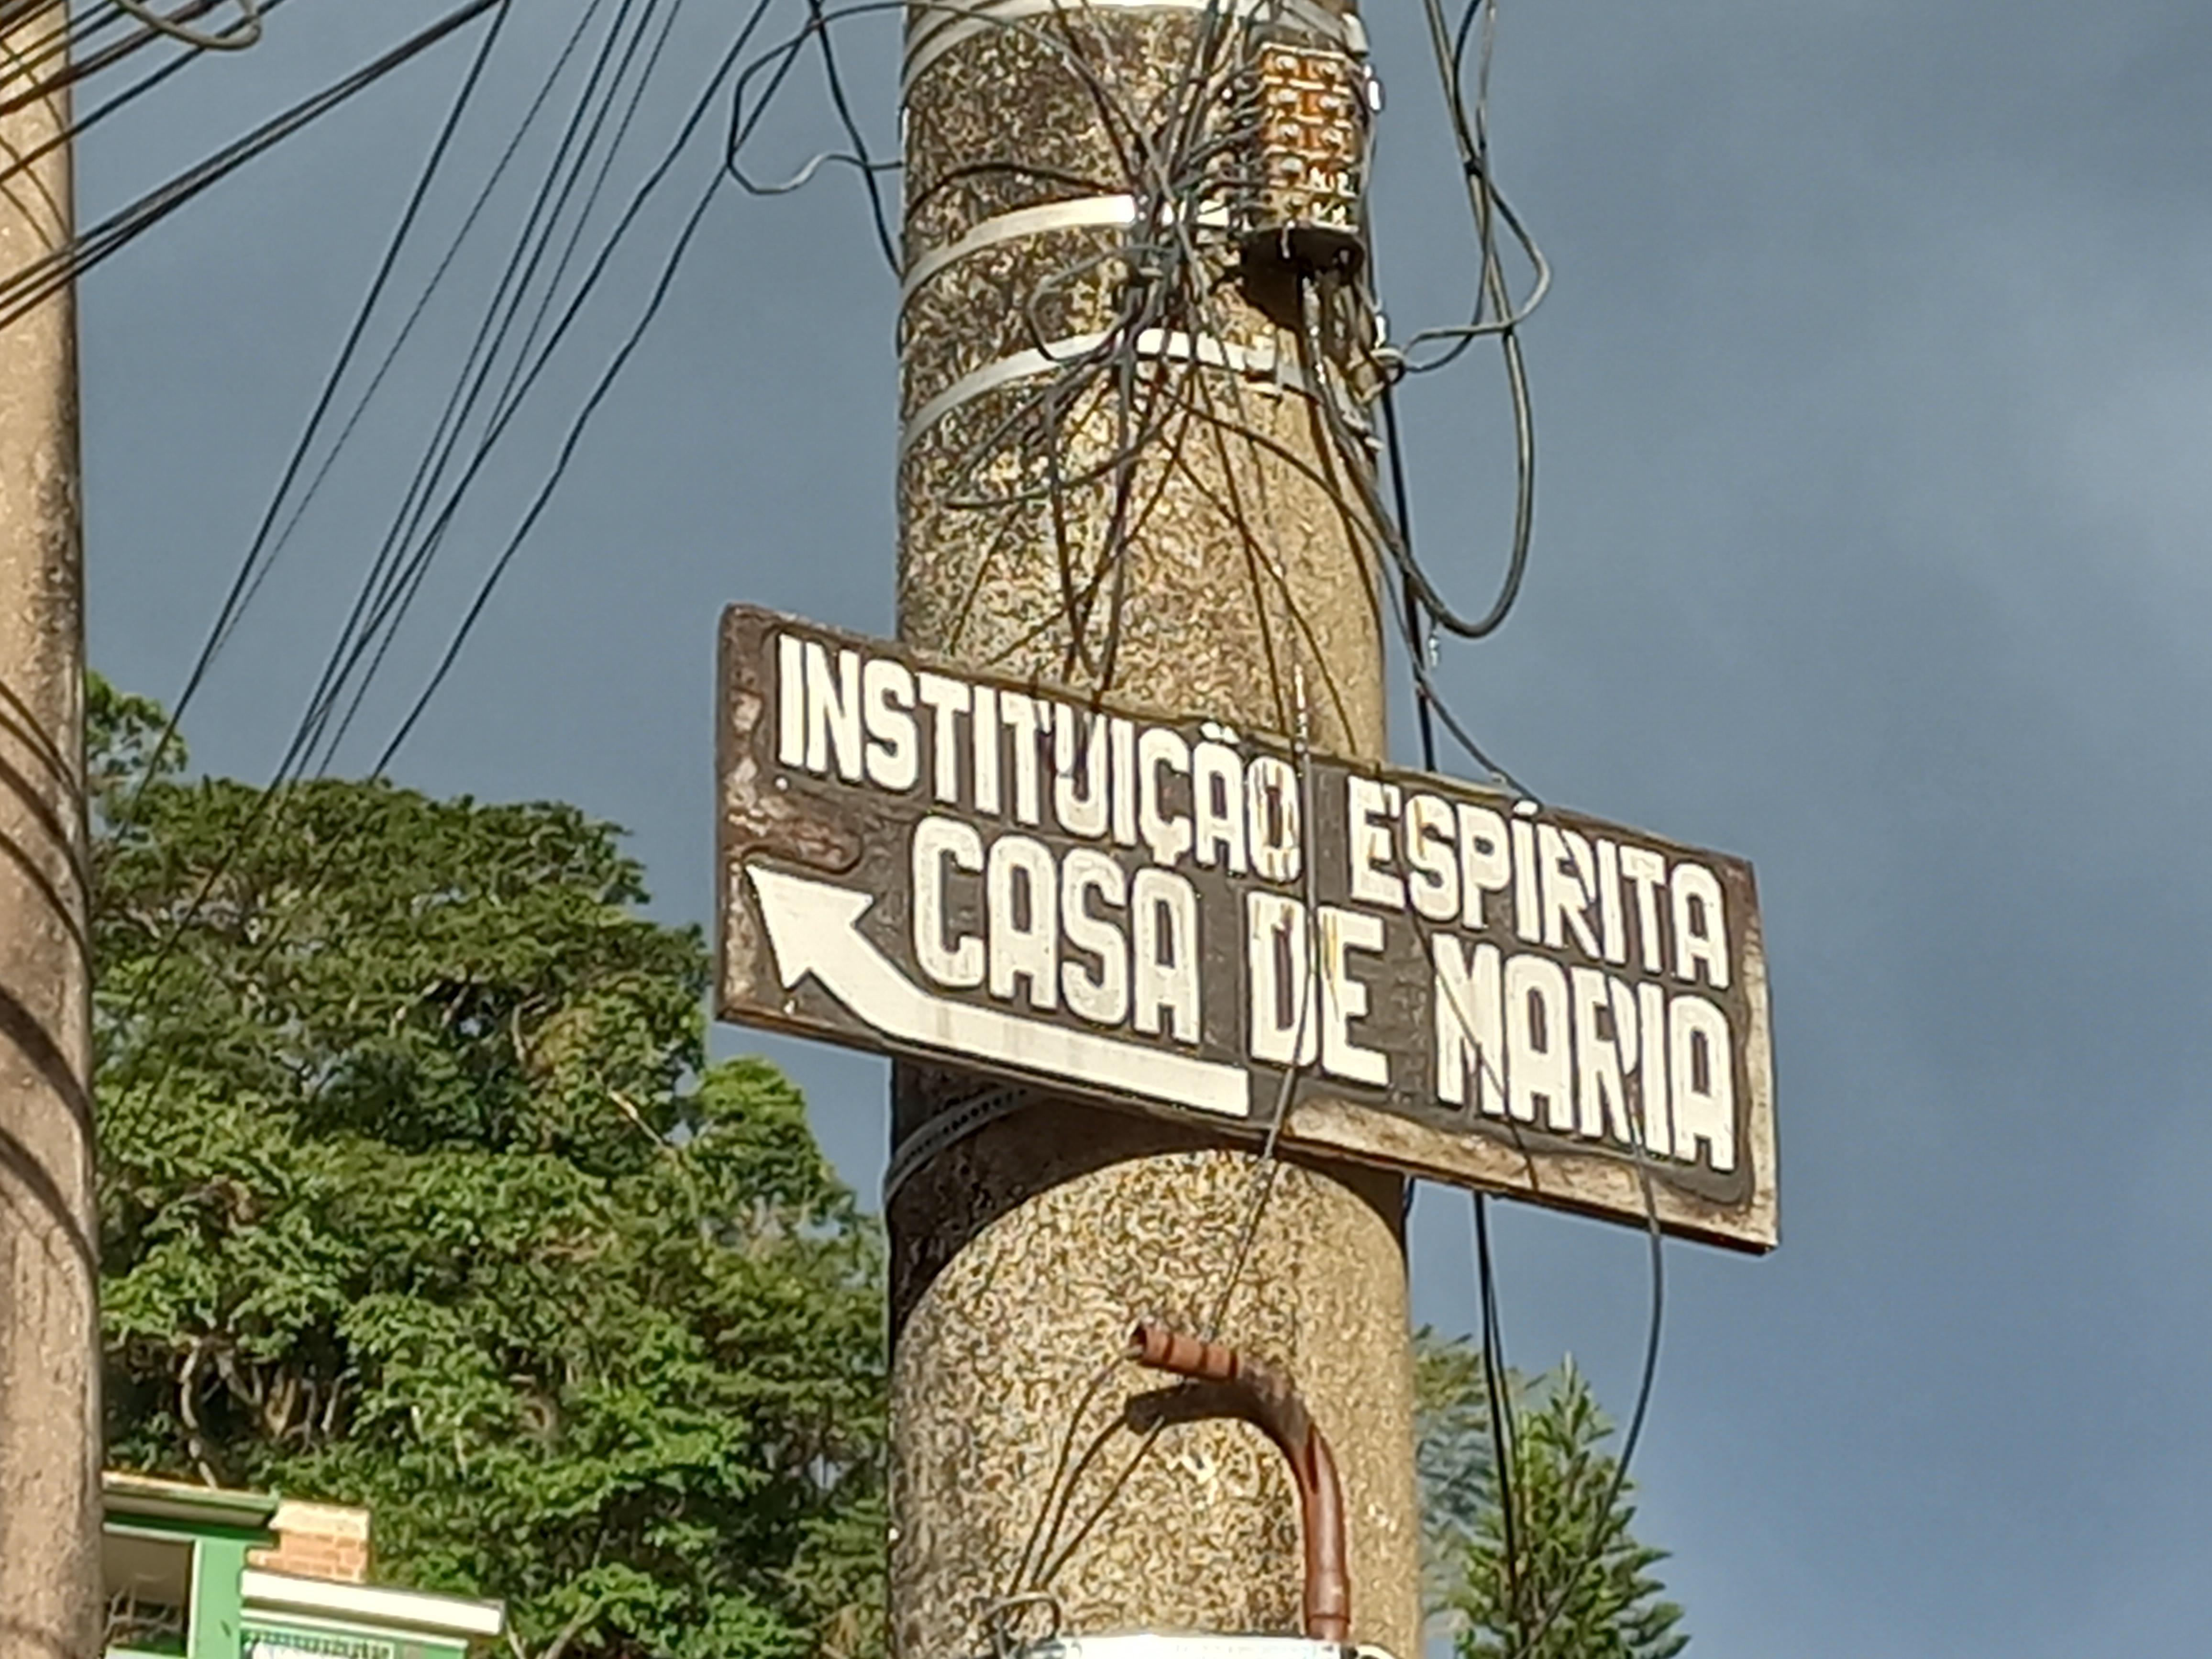 INSTITUIÇÃO ESPÍRITA
CASA DE MARIA